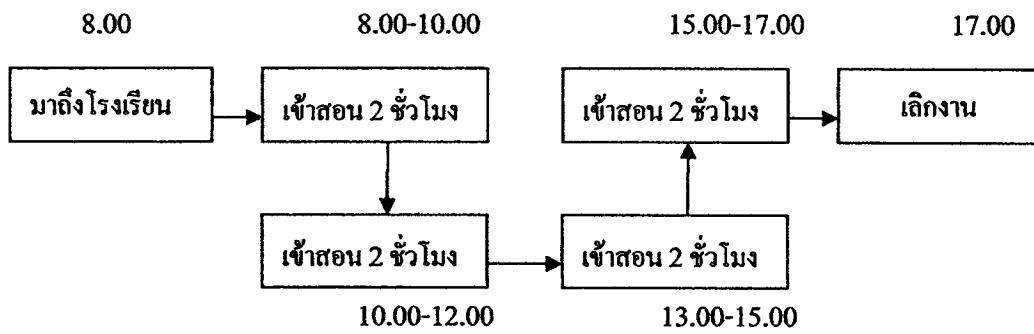 8.00 8.00-10.00 15.00-17.00 17.00
มาถึงโรงเรียน เข้าสอน 2 ชั่วโมง เข้าสอน 2 ชั่วโมง เลิกงาน
เข้าสอน 2 ชั่วโมง เข้าสอน 2 ชั่วโมง
10.00-12.00 13.00-15.00